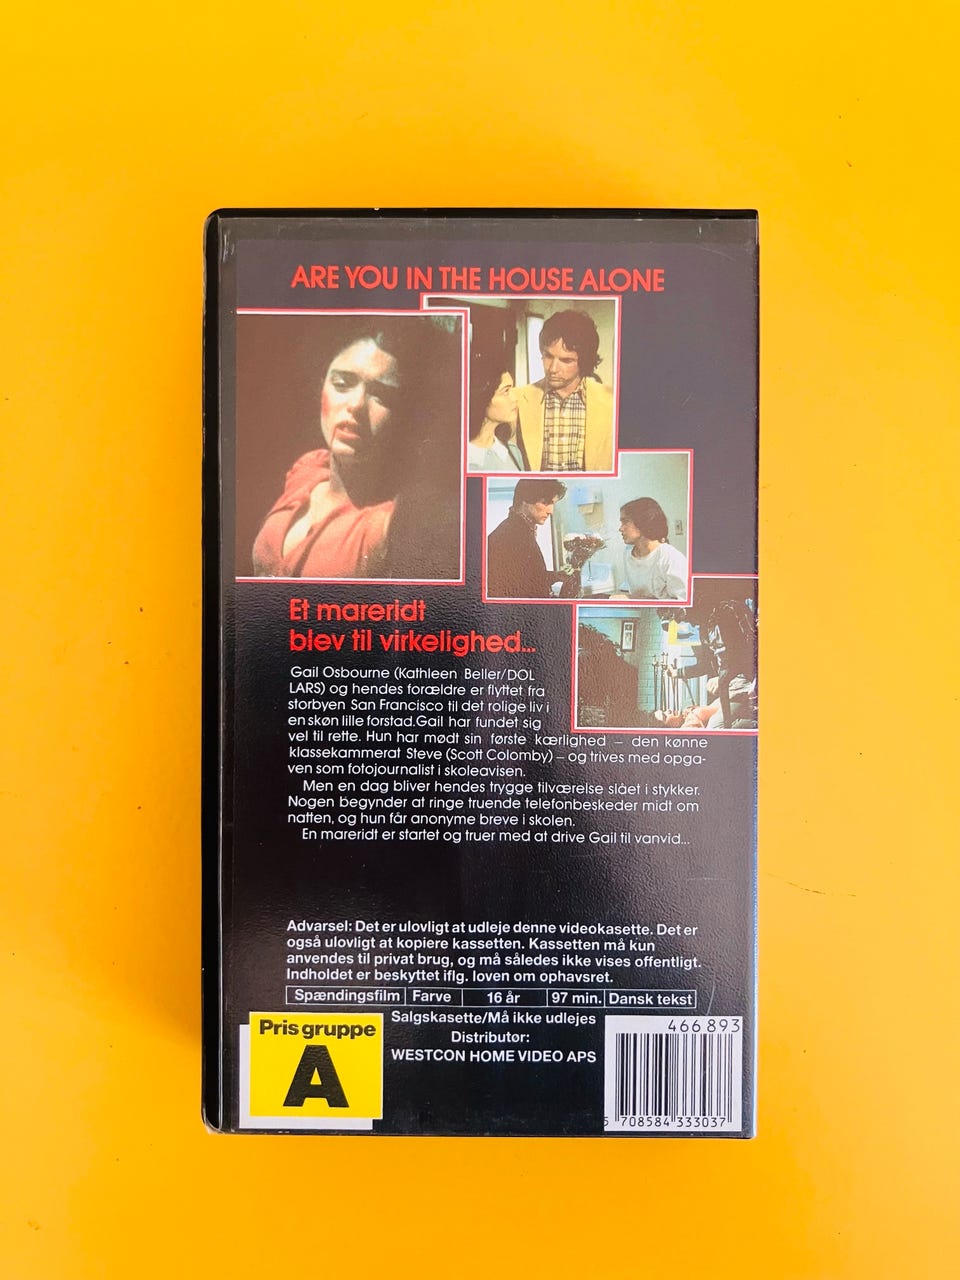 ARE YOU IN THE HOUSE ALONE
Et mareridt
blev til virkelighed...
Gail Osbourne (Kathleen Beller/DOL
LARS) og hendes forældre er flyttet fra
storbyen San Francisco til det rolige liv i
en skøn lille forstad.Gail har fundet sig
vel til rette. Hun har mødt sin første kærlighed – den kønne
klassekammerat Steve (Scott Colomby) – og trives med opga-
ven som fotojournalist i skoleavisen.
Men en dag bliver hendes trygge tilværelse slået i stykker.
Nogen begynder at ringe truende telefonbeskeder midt om
natten, og hun får anonyme breve i skolen.
En mareridt er startet og truer med at drive Gail til vanvid...
Advarsel: Det er ulovligt at udleje denne videokasette. Det er
også ulovligt at kopiere kassetten. Kassetten må kun
anvendes til privat brug, og må således ikke vises offentligt.
Indholdet er beskyttet iflg. loven om ophavsret.
Spændingsfilm Farve 16 år 97 min. Dansk tekst
Salgskasette/Må ikke udlejes
Distributør:
WESTCON HOME VIDEO APS
Prisgruppe
A
466893
5 708584 333037